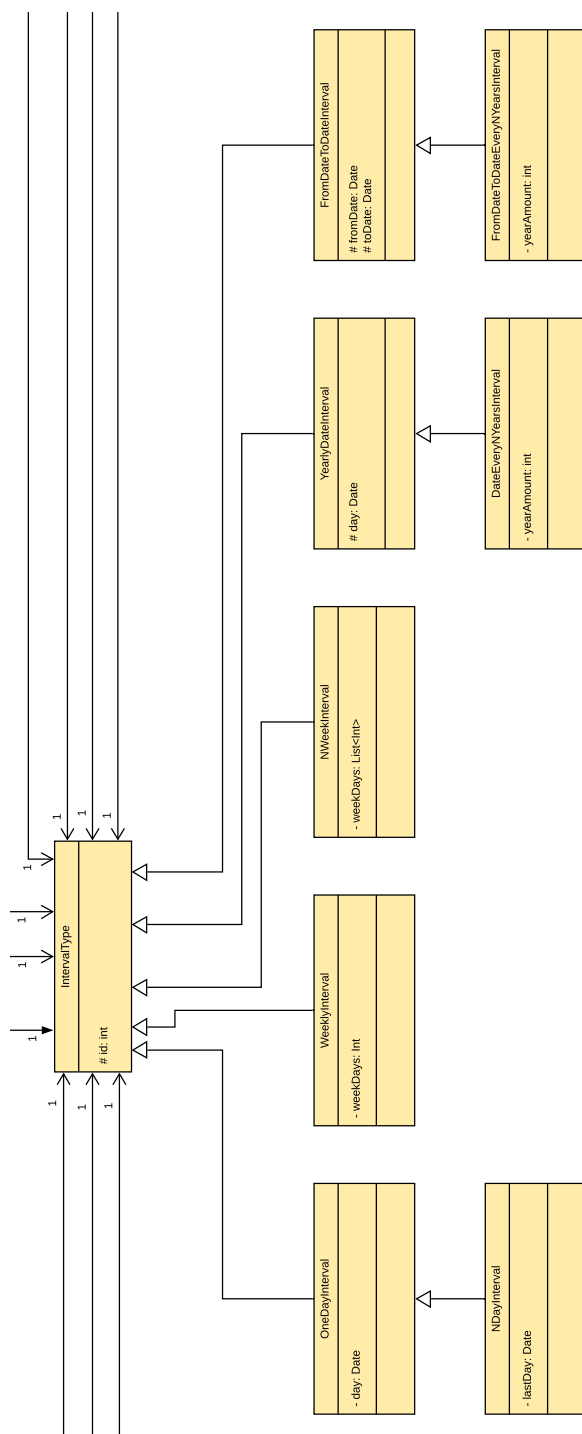 1
1
1
1
1
IntervalType
1
1
1
1
# id: int
1
OneDayInterval
- day: Date
WeeklyInterval
- weekDays: Int
NWeekInterval
- weekDays: List<Int>
YearlyDateInterval
# day: Date
FromDateToDateInterval
# fromDate: Date
# toDate: Date
NDayInterval
- lastDay: Date
DateEveryNYearsInterval
- yearAmount: int
FromDateToDateEveryNYearsInterval
- yearAmount: int